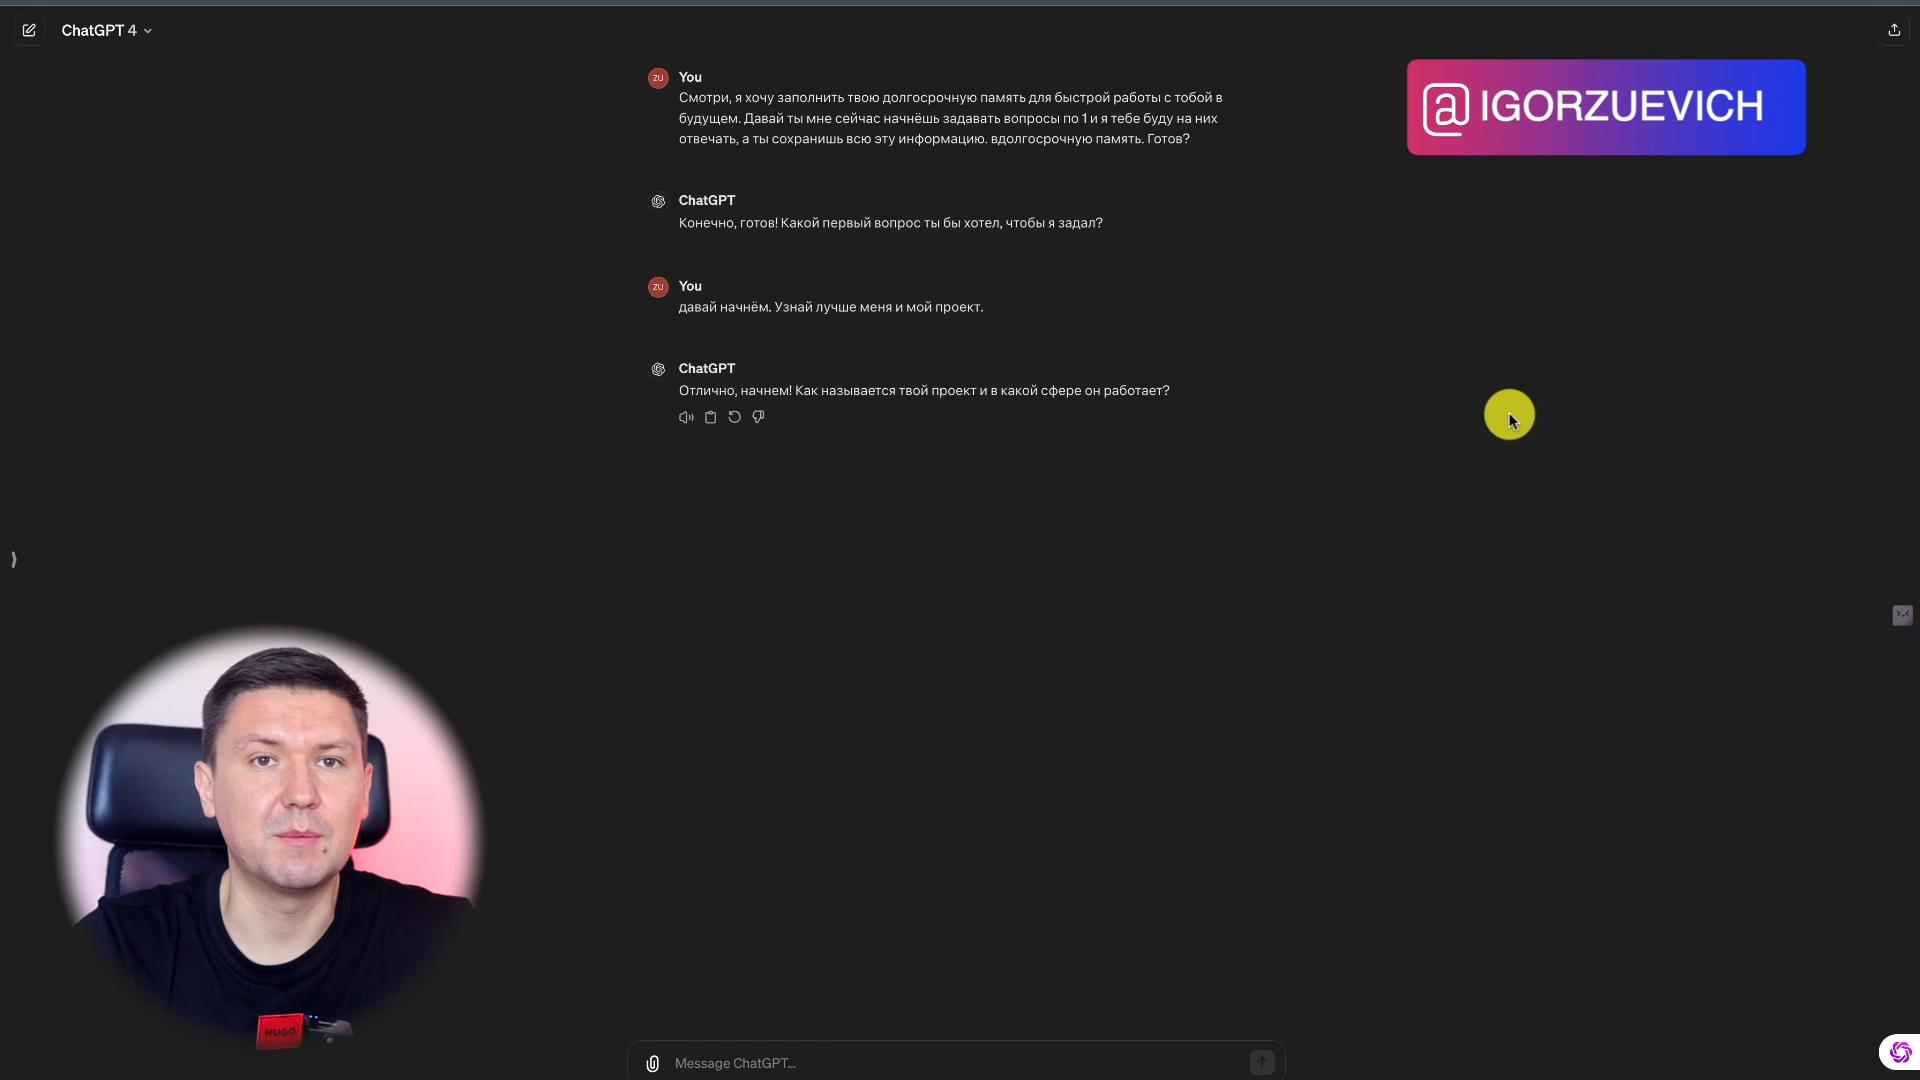 ChatGPT 4
ZU
You
Смотри, я хочу заполнить твою долгосрочную память для быстрой работы с тобой в
будущем. Давай ты мне сейчас начнёшь задавать вопросы по 1 и я тебе буду на них
отвечать, а ты сохранишь всю эту информацию. вдолгосрочную память. Готов?
@IGORZUEVICH
ChatGPT
Конечно, готов! Какой первый вопрос ты бы хотел, чтобы я задал?
ZU
You
давай начнём. Узнай лучше меня и мой проект.
ChatGPT
Отлично, начнем! Как называется твой проект и в какой сфере он работает?
HUGO
Message ChatGPT...